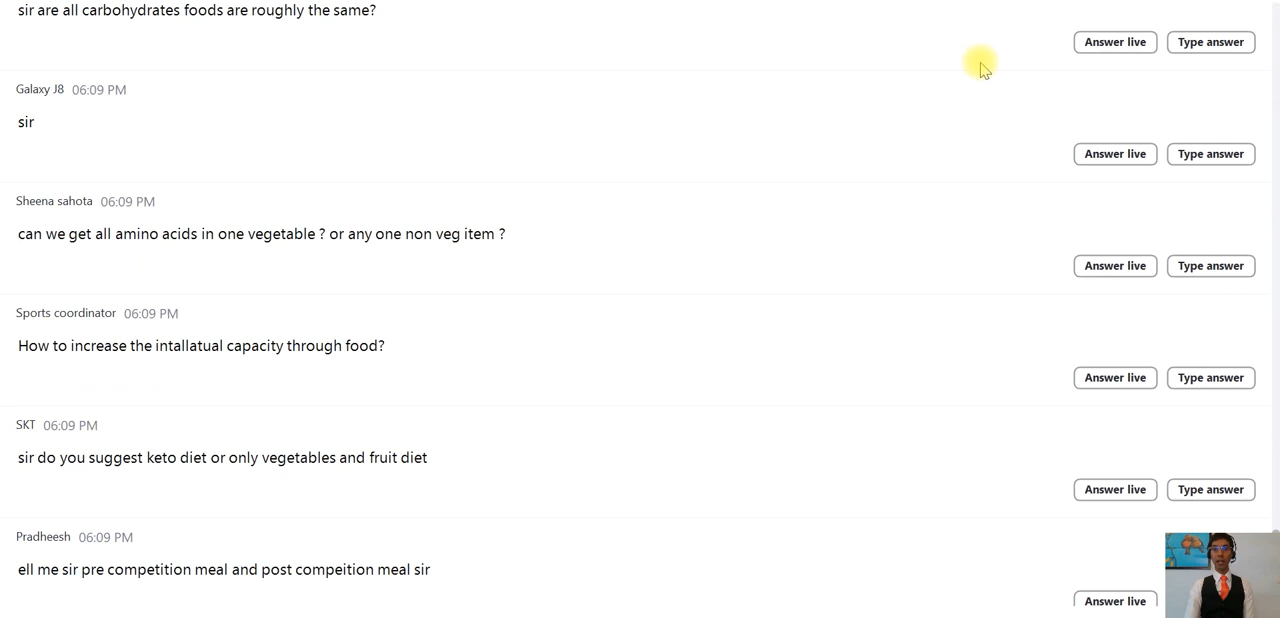 sir are all carbohydrates foods are roughly the same?
Answer live Type answer
Galaxy J8 06:09 PM
sir
Answer live Type answer
Sheena sahota 06:09 PM
can we get all amino acids in one vegetable ? or any one non veg item ?
Answer live Type answer
Sports coordinator 06:09 PM
How to increase the intallatual capacity through food?
Answer live Type answer
SKT 06:09 PM
sir do you suggest keto diet or only vegetables and fruit diet
Answer live Type answer
Pradheesh 06:09 PM
ell me sir pre competition meal and post compeition meal sir
Answer live